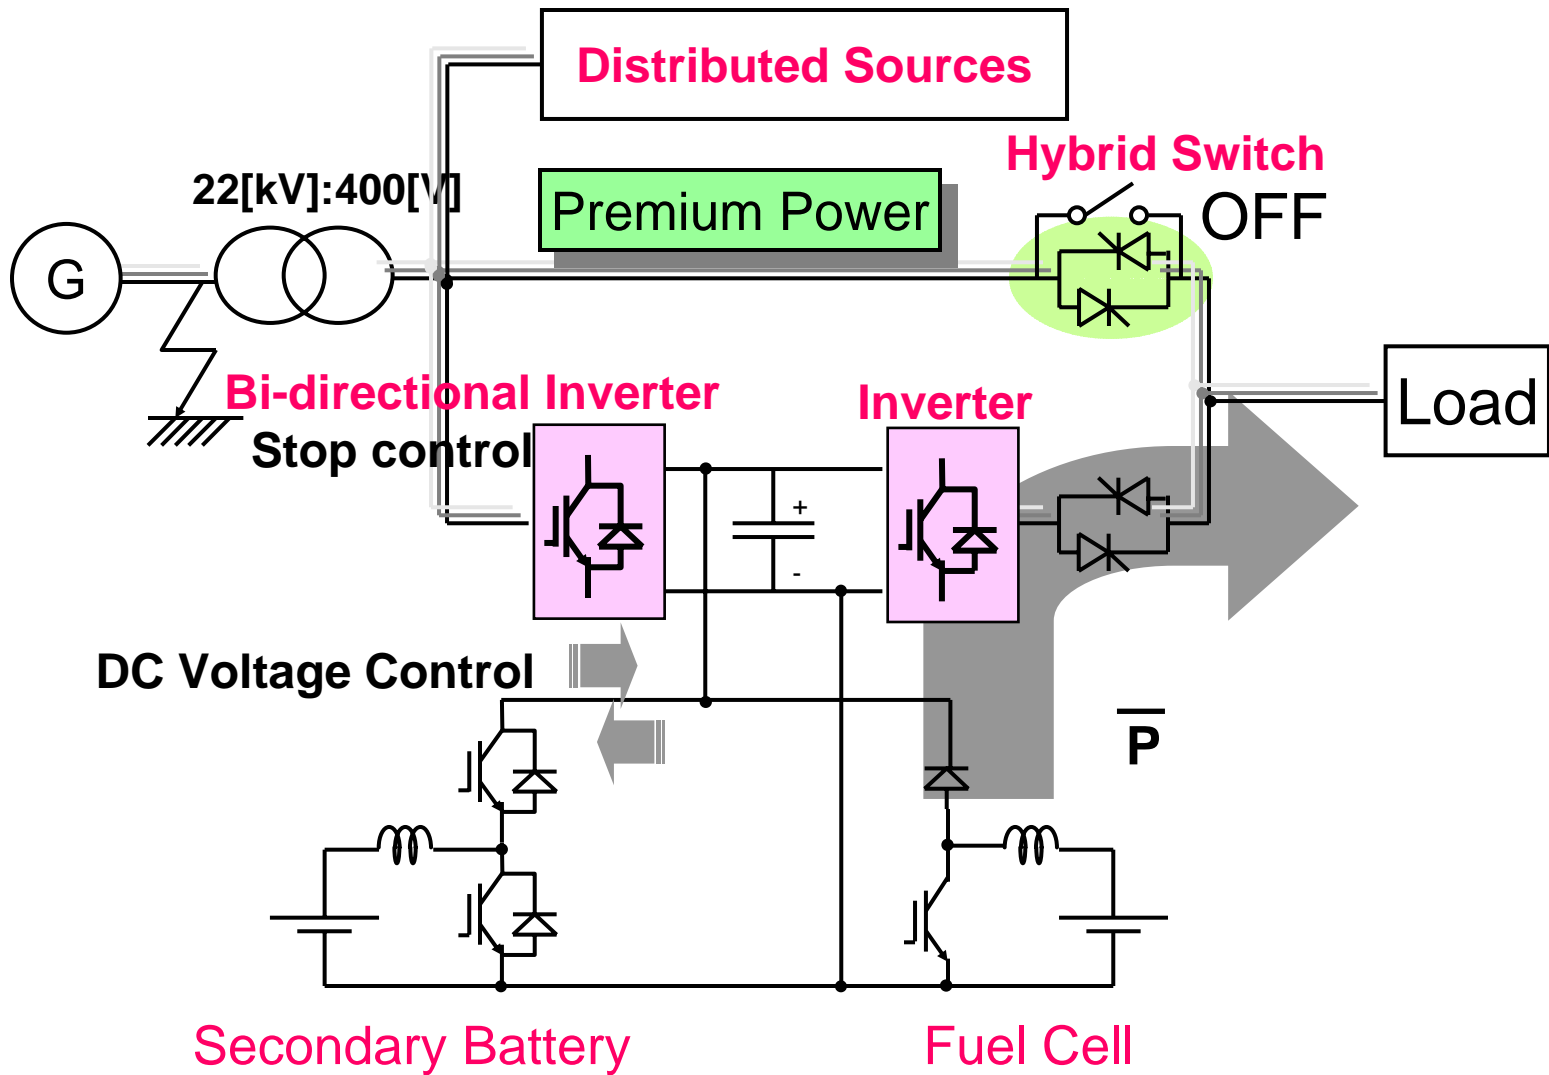 Distributed Sources
Hybrid Switch
22[kV]:400[V]
Premium Power
OFF
G
Bi-directional Inverter
Inverter
Load
Stop control
+
-
DC Voltage Control
P̅
Secondary Battery
Fuel Cell